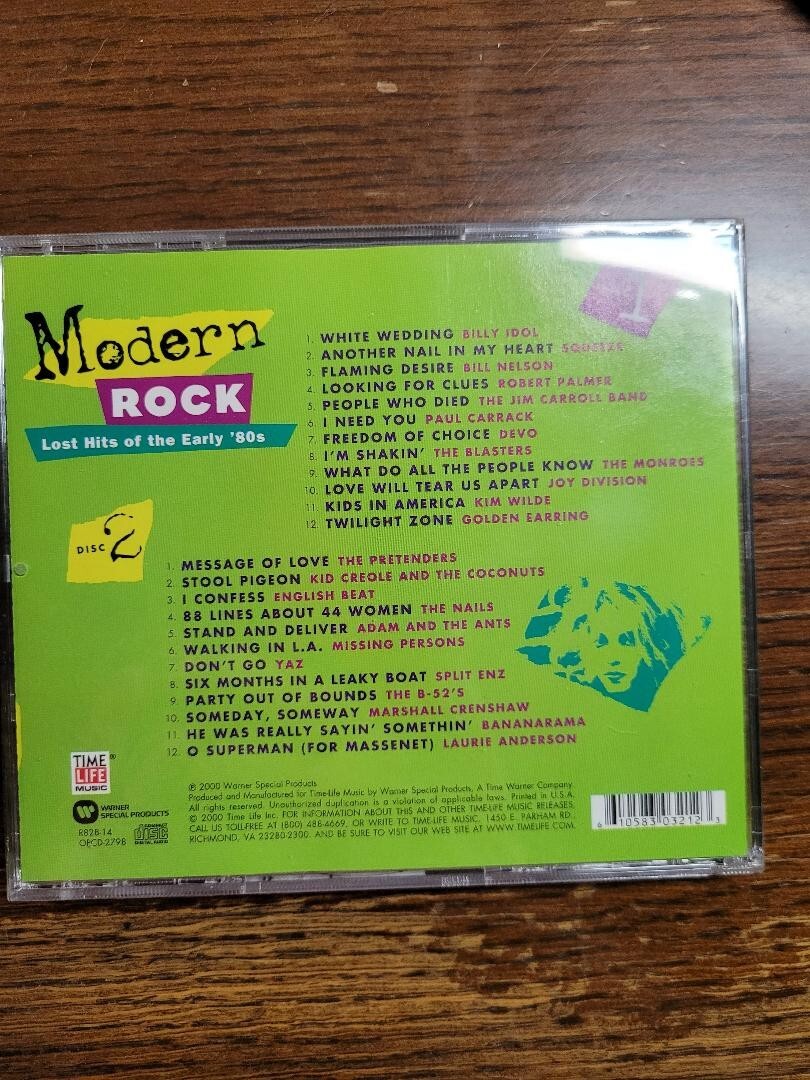 Modern
ROCK
Lost Hits of the Early '80s
1
1. WHITE WEDDING BILLY IDOL
2. ANOTHER NAIL IN MY HEART SQUEEZE
3. FLAMING DESIRE BILL NELSON
4. LOOKING FOR CLUES ROBERT PALMER
5. PEOPLE WHO DIED THE JIM CARROLL BAND
6. I NEED YOU PAUL CARRACK
7. FREEDOM OF CHOICE DEVO
8. I'M SHAKIN' THE BLASTERS
9. WHAT DO ALL THE PEOPLE KNOW THE MONROES
10. LOVE WILL TEAR US APART JOY DIVISION
11. KIDS IN AMERICA KIM WILDE
12. TWILIGHT ZONE GOLDEN EARRING
DISC 2
1. MESSAGE OF LOVE THE PRETENDERS
2. STOOL PIGEON KID CREOLE AND THE COCONUTS
3. I CONFESS ENGLISH BEAT
4. 88 LINES ABOUT 44 WOMEN THE NAILS
5. STAND AND DELIVER ADAM AND THE ANTS
6. WALKING IN L.A. MISSING PERSONS
7. DON'T GO YAZ
8. SIX MONTHS IN A LEAKY BOAT SPLIT ENZ
9. PARTY OUT OF BOUNDS THE B-52'S
10. SOMEDAY, SOMEWAY MARSHALL CRENSHAW
11. HE WAS REALLY SAYIN' SOMETHIN' BANANARAMA
12. O SUPERMAN (FOR MASSENET) LAURIE ANDERSON
TIME
LIFE ®
MUSIC
WARNER
SPECIAL PRODUCTS
R828-14
OPCD-2798
COMPACT
disc
DIGITAL AUDIO
℗ 2000 Warner Special Products
Produced and Manufactured for Time-Life Music by Warner Special Products, A Time Warner Company.
All rights reserved. Unauthorized duplication is a violation of applicable laws. Printed in U.S.A.
© 2000 Time Life Inc. FOR INFORMATION ABOUT THIS AND OTHER TIME-LIFE MUSIC RELEASES,
CALL US TOLL-FREE AT (800) 488-4669, OR WRITE TO TIME-LIFE MUSIC, 1450 E. PARHAM RD.,
RICHMOND, VA 23280-2300. AND BE SURE TO VISIT OUR WEB SITE AT WWW.TIMELIFE.COM.
6 10583 03212 3